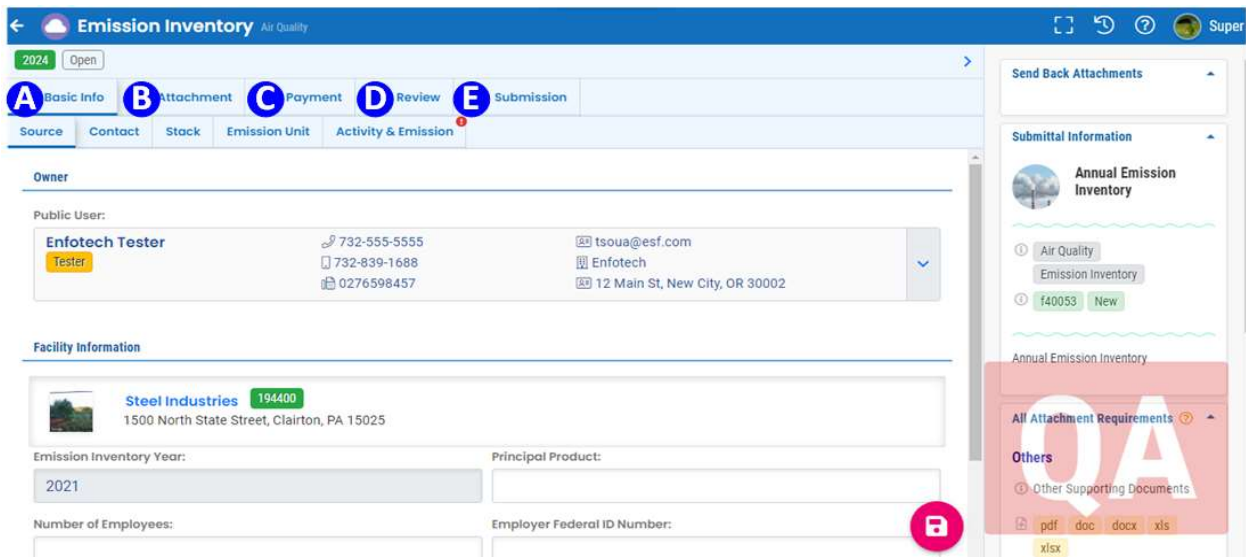 Emission Inventory Air Quality
Super
2024 Open
A Basic Info B Attachment C Payment D Review E Submission
Source Contact Stack Emission Unit Activity & Emission
Owner
Public User:
Enfotech Tester 732-555-5555 tsoua@esf.com
Tester 732-839-1688 Enfotech
0276598457 12 Main St, New City, OR 30002
Facility Information
Steel Industries 194400
1500 North State Street, Clairton, PA 15025
Emission Inventory Year: Principal Product:
2021
Number of Employees: Employer Federal ID Number:
Send Back Attachments
Submittal Information
Annual Emission
Inventory
Air Quality
Emission Inventory
f40053 New
Annual Emission Inventory
All Attachment Requirements
Others
Other Supporting Documents
pdf doc docx xls
xlsx
QA